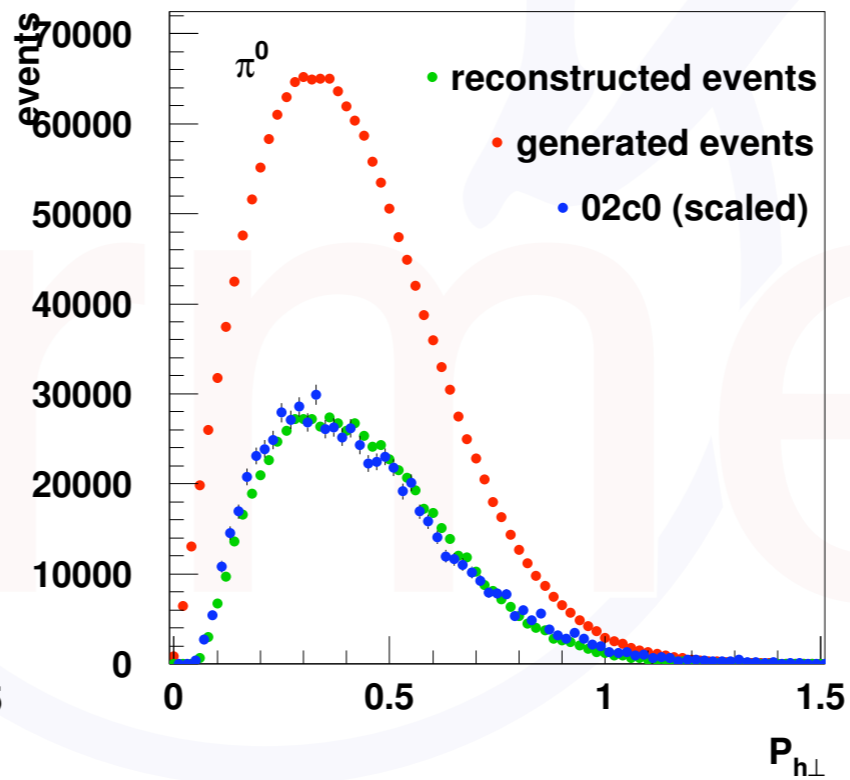 events
70000
60000
50000
40000
30000
20000
10000
0
π⁰
reconstructed events
generated events
02c0 (scaled)
0 0.5 1 1.5
P_h⊥